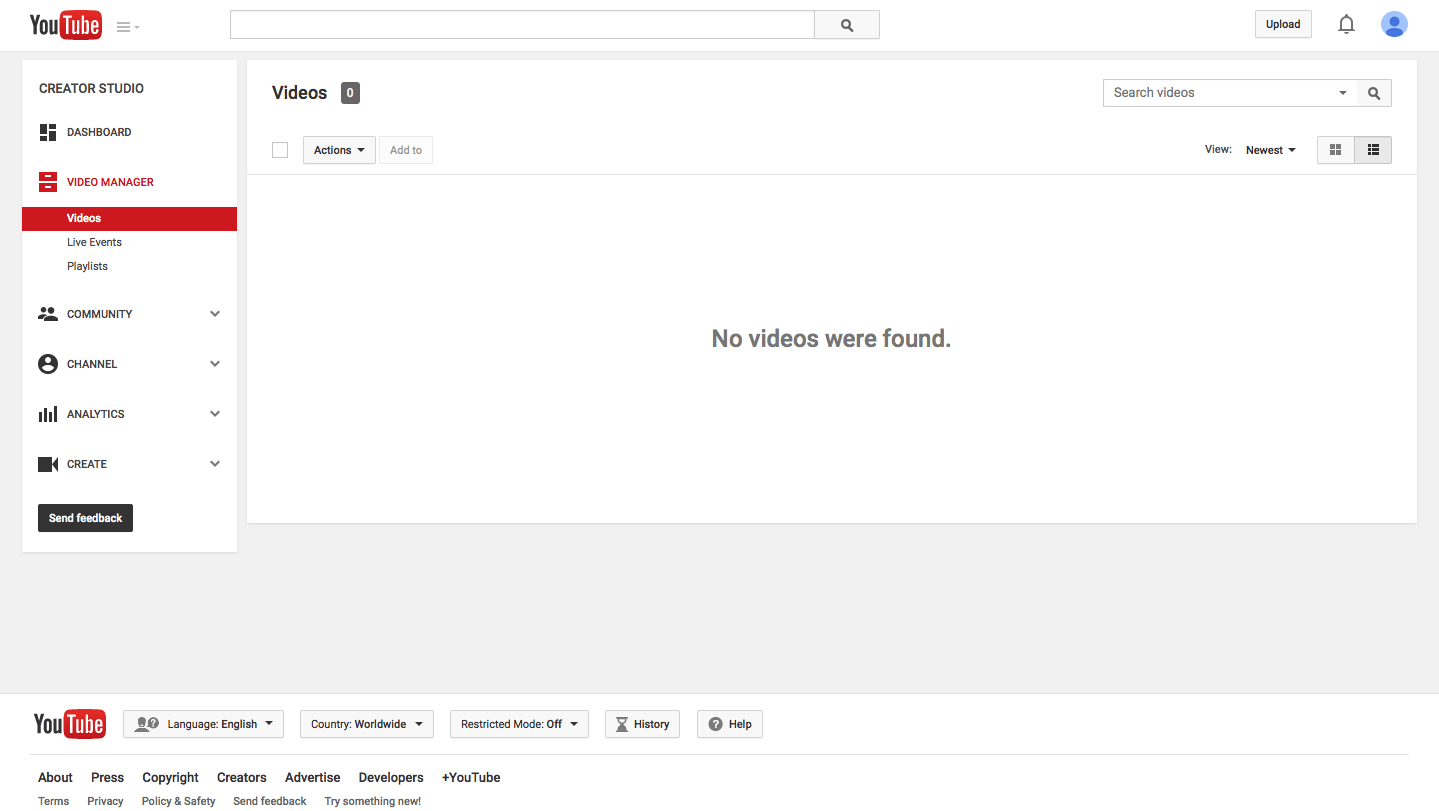 YouTube
Upload
CREATOR STUDIO
DASHBOARD
VIDEO MANAGER
Videos
Live Events
Playlists
COMMUNITY
CHANNEL
ANALYTICS
CREATE
Send feedback
Videos 0
Search videos
Actions Add to
View: Newest
No videos were found.
YouTube Language: English Country: Worldwide Restricted Mode: Off History Help
About Press Copyright Creators Advertise Developers +YouTube
Terms Privacy Policy & Safety Send feedback Try something new!